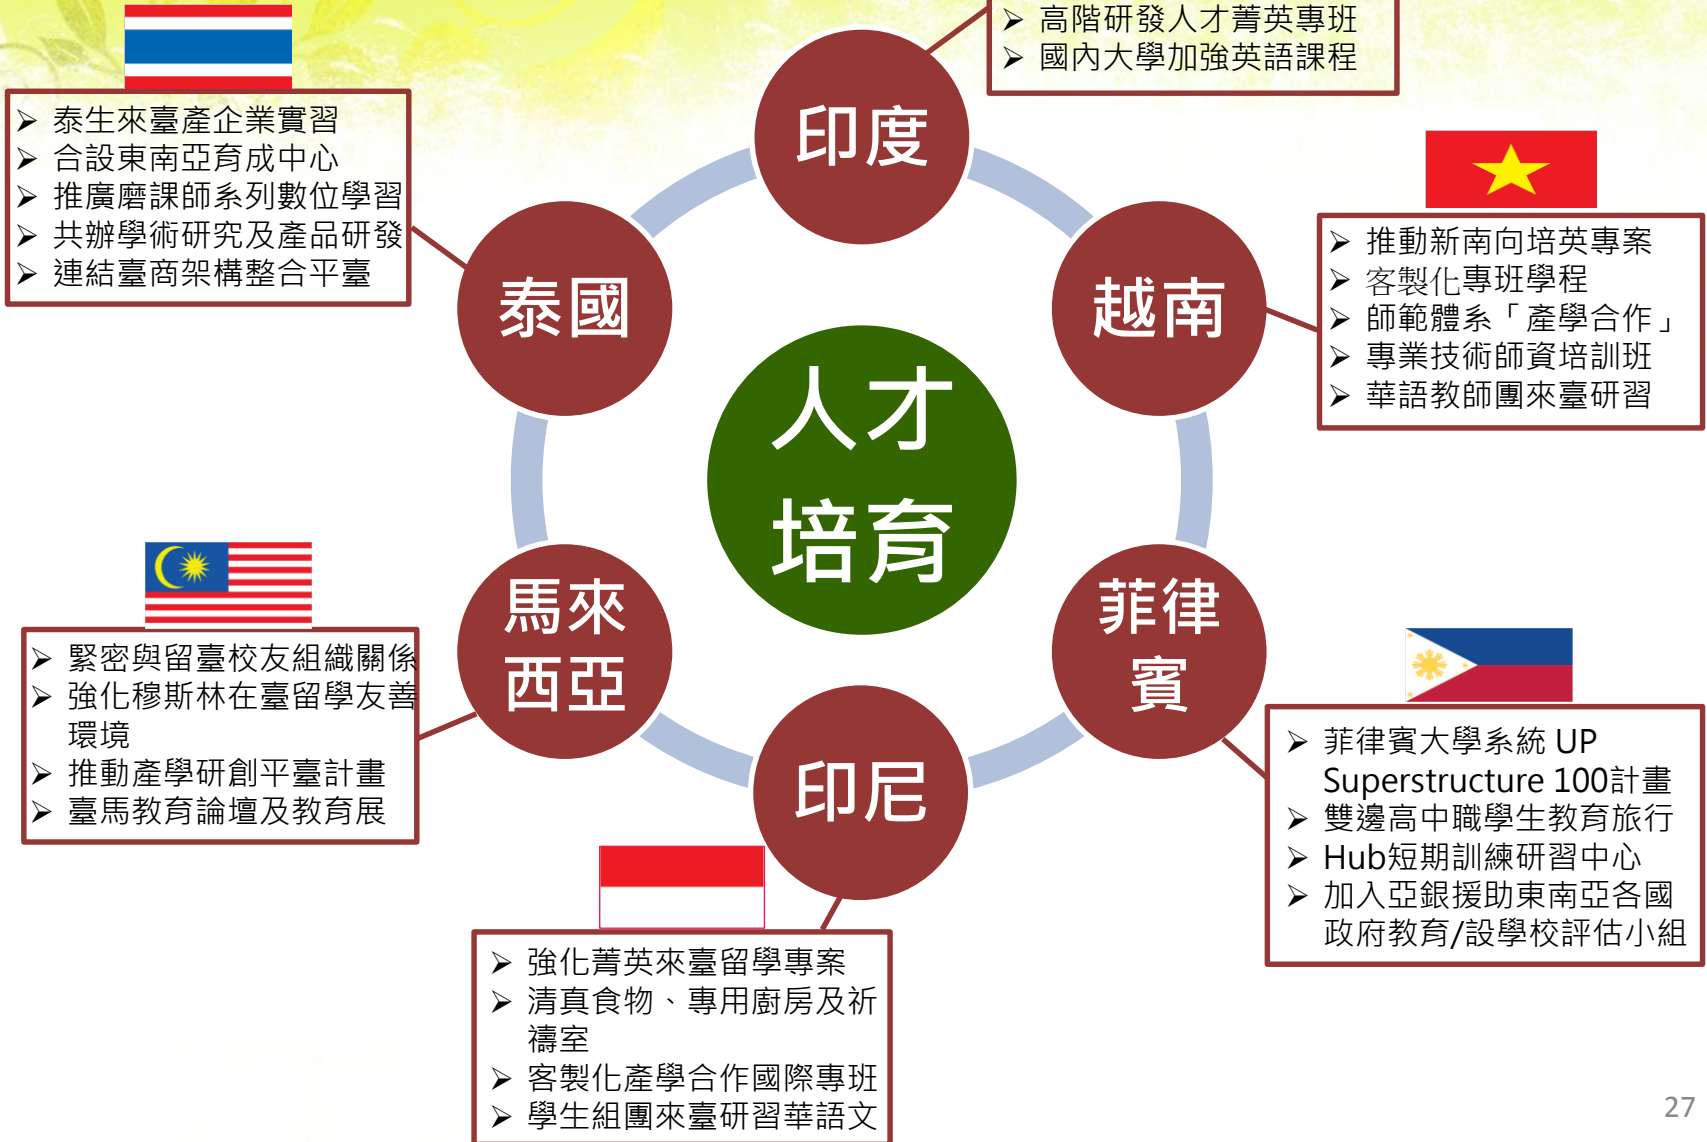 ➢ 高階研發人才菁英專班
➢ 國內大學加強英語課程
印度
➢ 泰生來臺產企業實習
➢ 合設東南亞育成中心
➢ 推廣磨課師系列數位學習
➢ 共辦學術研究及產品研發
➢ 連結臺商架構整合平臺
泰國
越南
➢ 推動新南向培英專案
➢ 客製化專班學程
➢ 師範體系「產學合作」
➢ 專業技術師資培訓班
➢ 華語教師團來臺研習
人才
培育
馬來
西亞
➢ 緊密與留臺校友組織關係
➢ 強化穆斯林在臺留學友善
環境
➢ 推動產學研創平臺計畫
➢ 臺馬教育論壇及教育展
菲律
賓
➢ 菲律賓大學系統 UP
Superstructure 100計畫
➢ 雙邊高中職學生教育旅行
➢ Hub短期訓練研習中心
➢ 加入亞銀援助東南亞各國
政府教育/設學校評估小組
印尼
➢ 強化菁英來臺留學專案
➢ 清真食物、專用廚房及祈
禱室
➢ 客製化產學合作國際專班
➢ 學生組團來臺研習華語文
27